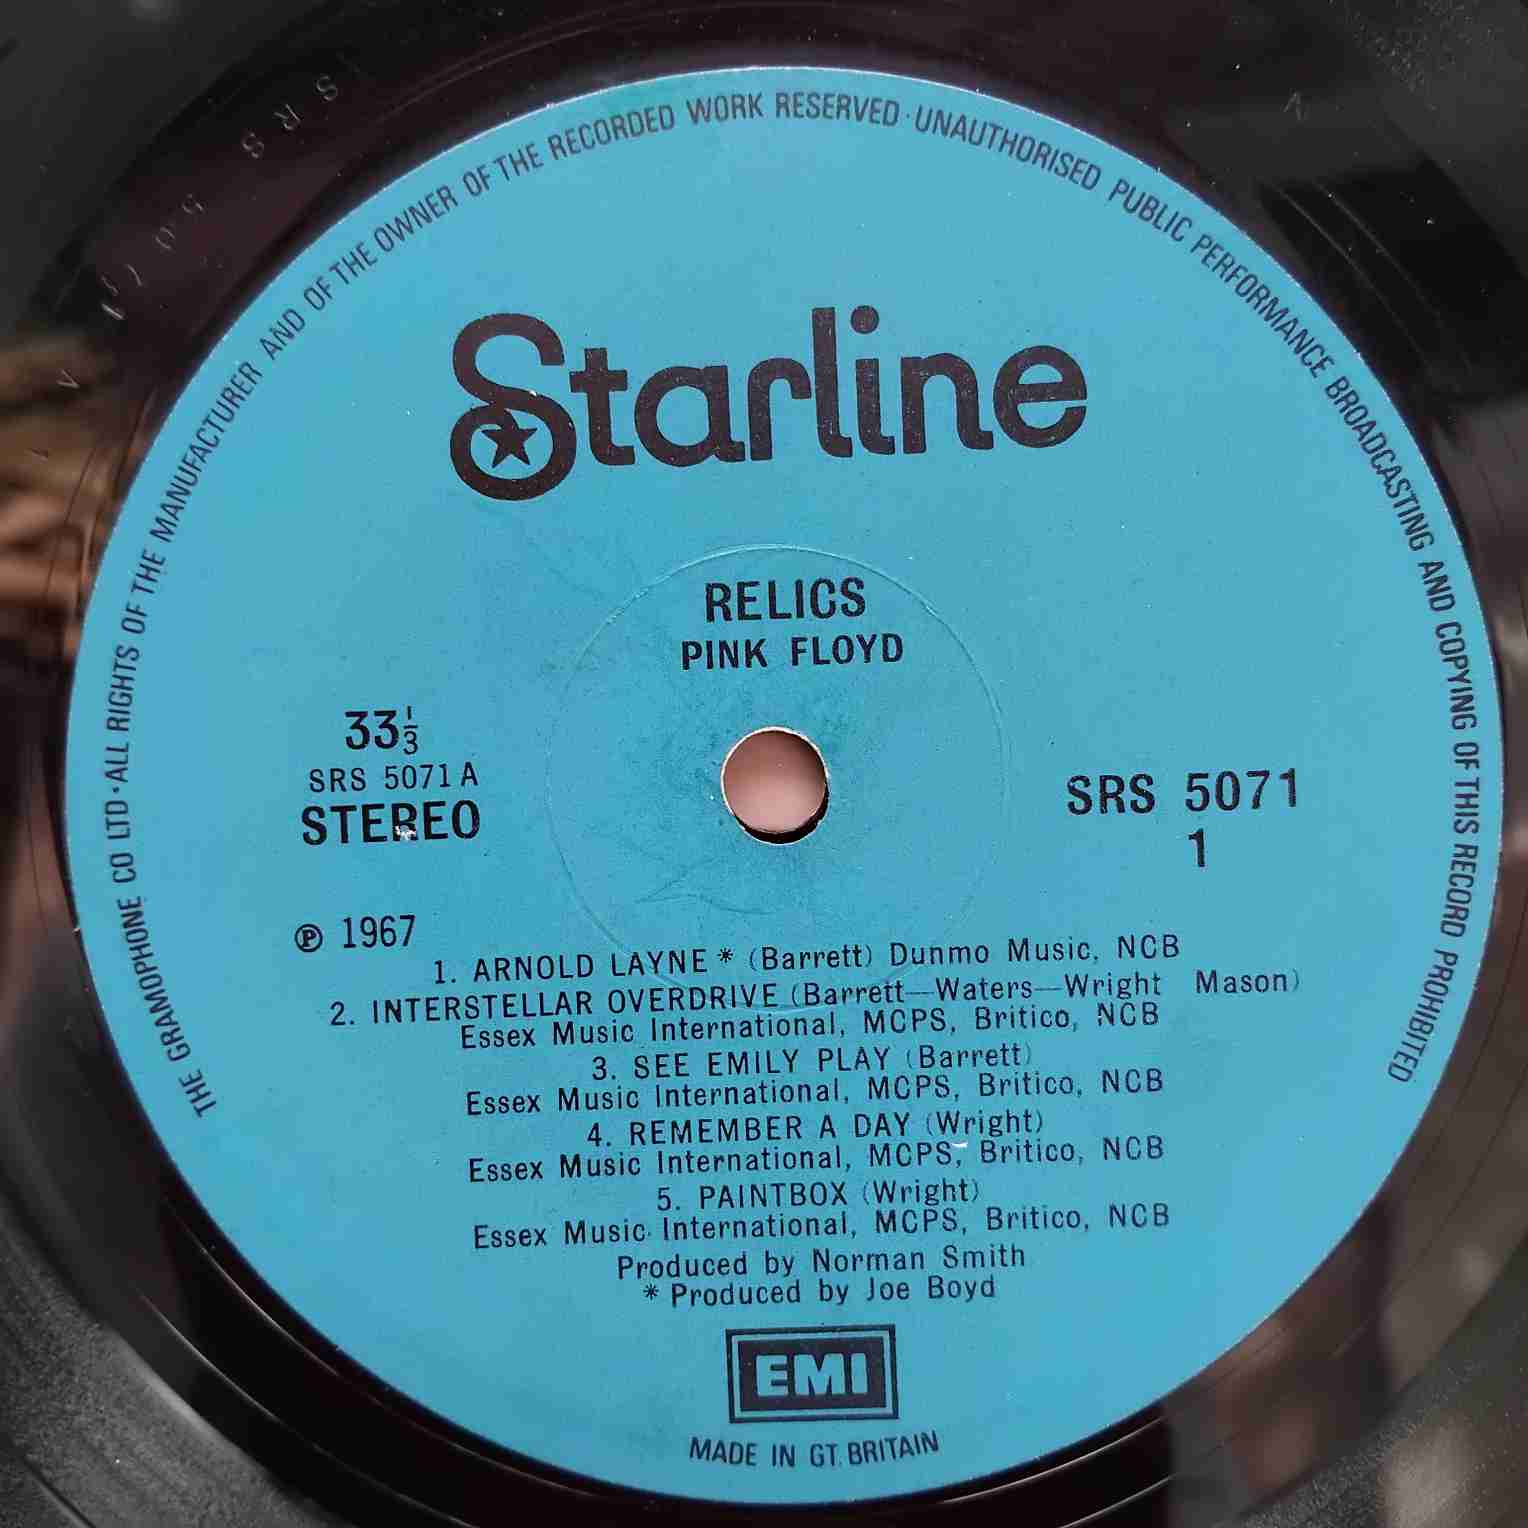 THE GRAMOPHONE CO LTD · ALL RIGHTS OF THE MANUFACTURER AND OF THE OWNER OF THE RECORDED WORK RESERVED · UNAUTHORISED PUBLIC PERFORMANCE BROADCASTING AND COPYING OF THIS RECORD PROHIBITED
Starline
RELICS
PINK FLOYD
33⅓
SRS 5071 A
STEREO
SRS 5071
1
℗ 1967
1. ARNOLD LAYNE * (Barrett) Dunmo Music, NCB
2. INTERSTELLAR OVERDRIVE (Barrett—Waters—Wright Mason)
Essex Music International, MCPS, Britico, NCB
3. SEE EMILY PLAY (Barrett)
Essex Music International, MCPS, Britico, NCB
4. REMEMBER A DAY (Wright)
Essex Music International, MCPS, Britico, NCB
5. PAINTBOX (Wright)
Essex Music International, MCPS, Britico, NCB
Produced by Norman Smith
* Produced by Joe Boyd
EMI
MADE IN GT. BRITAIN